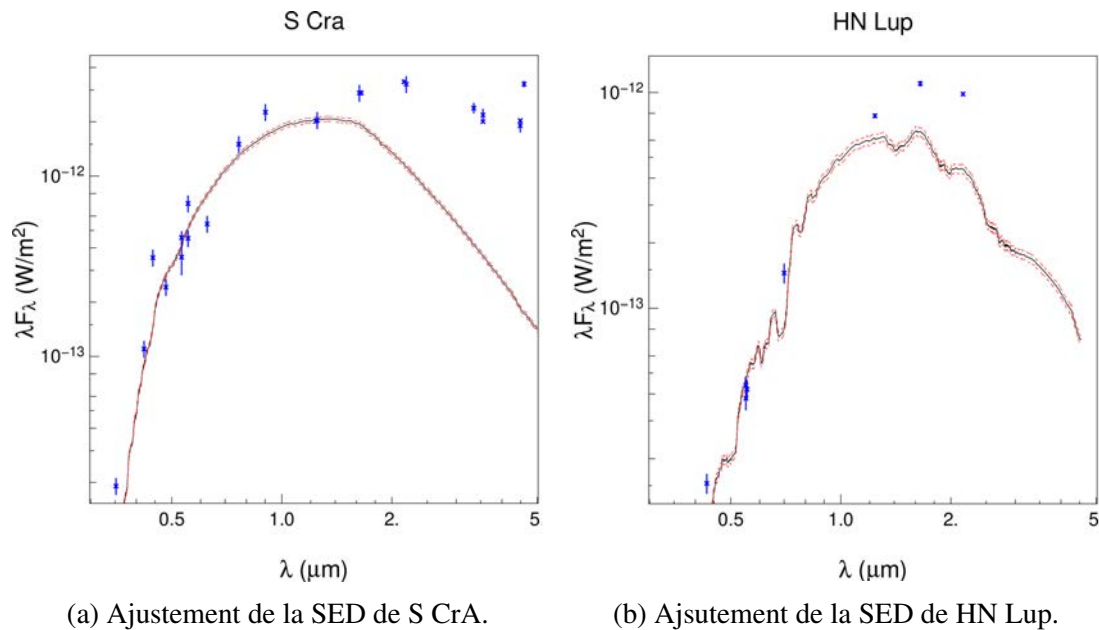 S Cra
HN Lup
λF_λ (W/m²)
10⁻¹²
10⁻¹³
0.5 1.0 2. 5
λ (μm)
λF_λ (W/m²)
10⁻¹²
10⁻¹³
0.5 1.0 2. 5
λ (μm)
(a) Ajustement de la SED de S CrA.
(b) Ajsutement de la SED de HN Lup.